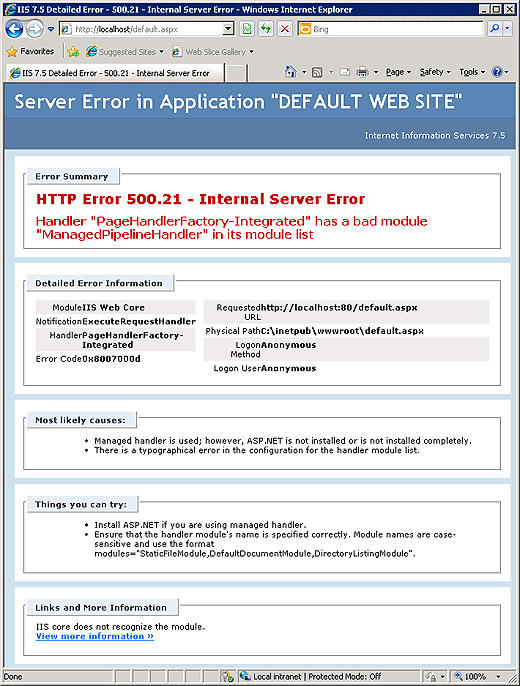 IIS 7.5 Detailed Error - 500.21 - Internal Server Error - Windows Internet Explorer
http://localhost/default.aspx
Bing
Favorites
Suggested Sites
Web Slice Gallery
IIS 7.5 Detailed Error - 500.21 - Internal Server Error
Page
Safety
Tools
Server Error in Application "DEFAULT WEB SITE"
Internet Information Services 7.5
Error Summary
HTTP Error 500.21 - Internal Server Error
Handler "PageHandlerFactory-Integrated" has a bad module
"ManagedPipelineHandler" in its module list
Detailed Error Information
Module IIS Web Core
Notification ExecuteRequestHandler
Handler PageHandlerFactory-
Integrated
Error Code 0x8007000d
Requested http://localhost:80/default.aspx
URL
Physical Path C:\inetpub\wwwroot\default.aspx
Logon Anonymous
Method
Logon User Anonymous
Most likely causes:
• Managed handler is used; however, ASP.NET is not installed or is not installed completely.
• There is a typographical error in the configuration for the handler module list.
Things you can try:
• Install ASP.NET if you are using managed handler.
• Ensure that the handler module's name is specified correctly. Module names are case-
sensitive and use the format
modules="StaticFileModule,DefaultDocumentModule,DirectoryListingModule".
Links and More Information
IIS core does not recognize the module.
View more information »
Done
Local intranet | Protected Mode: Off
100%